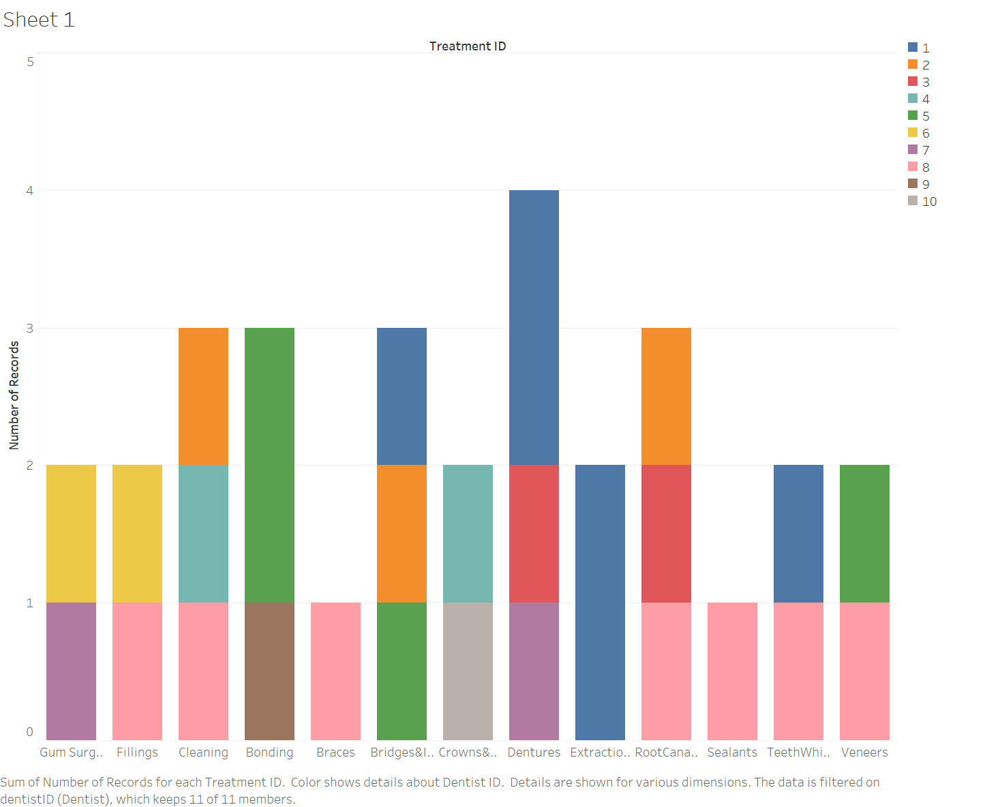 Sheet 1
Treatment ID
5
4
3
2
1
0
Number of Records
Gum Surg.. Fillings Cleaning Bonding Braces Bridges&I.. Crowns&.. Dentures Extractio.. RootCana.. Sealants TeethWhi.. Veneers
1
2
3
4
5
6
7
8
9
10
Sum of Number of Records for each Treatment ID.  Color shows details about Dentist ID.  Details are shown for various dimensions. The data is filtered on
dentistID (Dentist), which keeps 11 of 11 members.